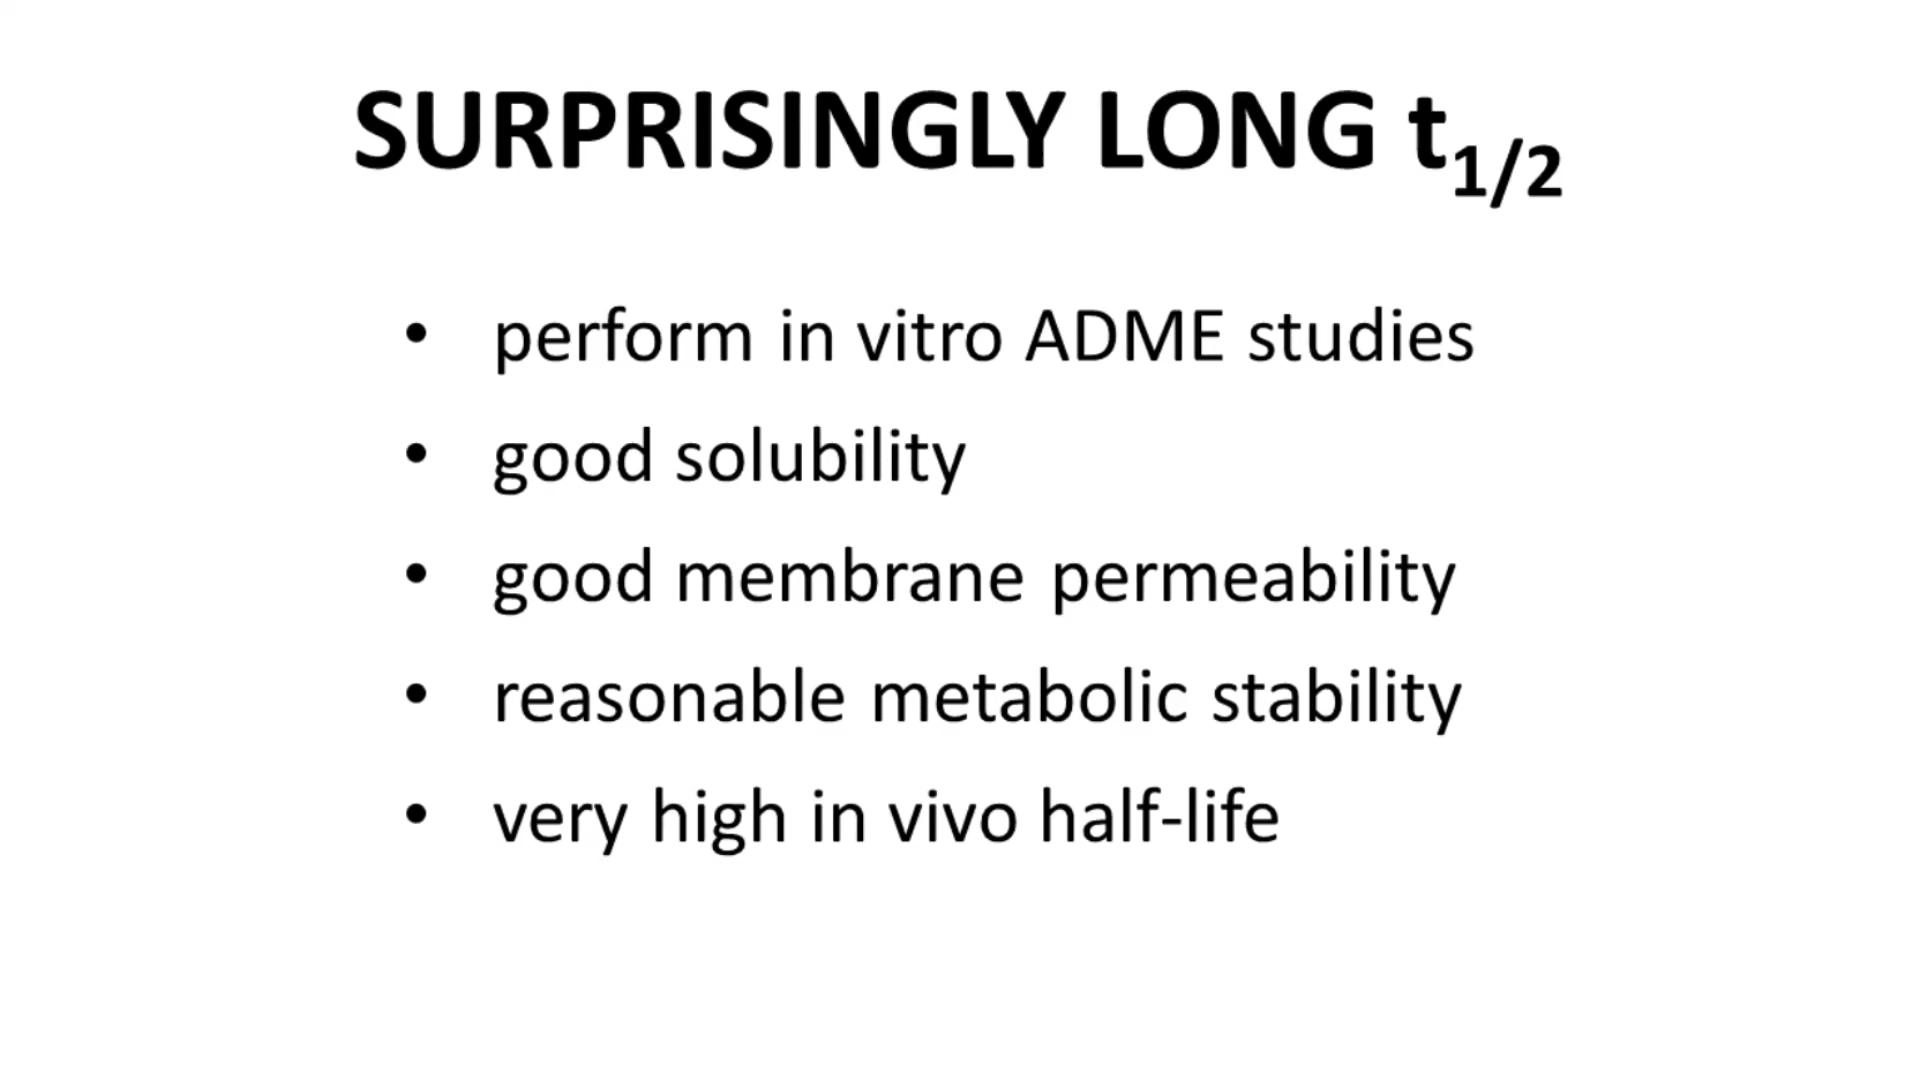 SURPRISINGLY LONG t1/2
• perform in vitro ADME studies
• good solubility
• good membrane permeability
• reasonable metabolic stability
• very high in vivo half-life